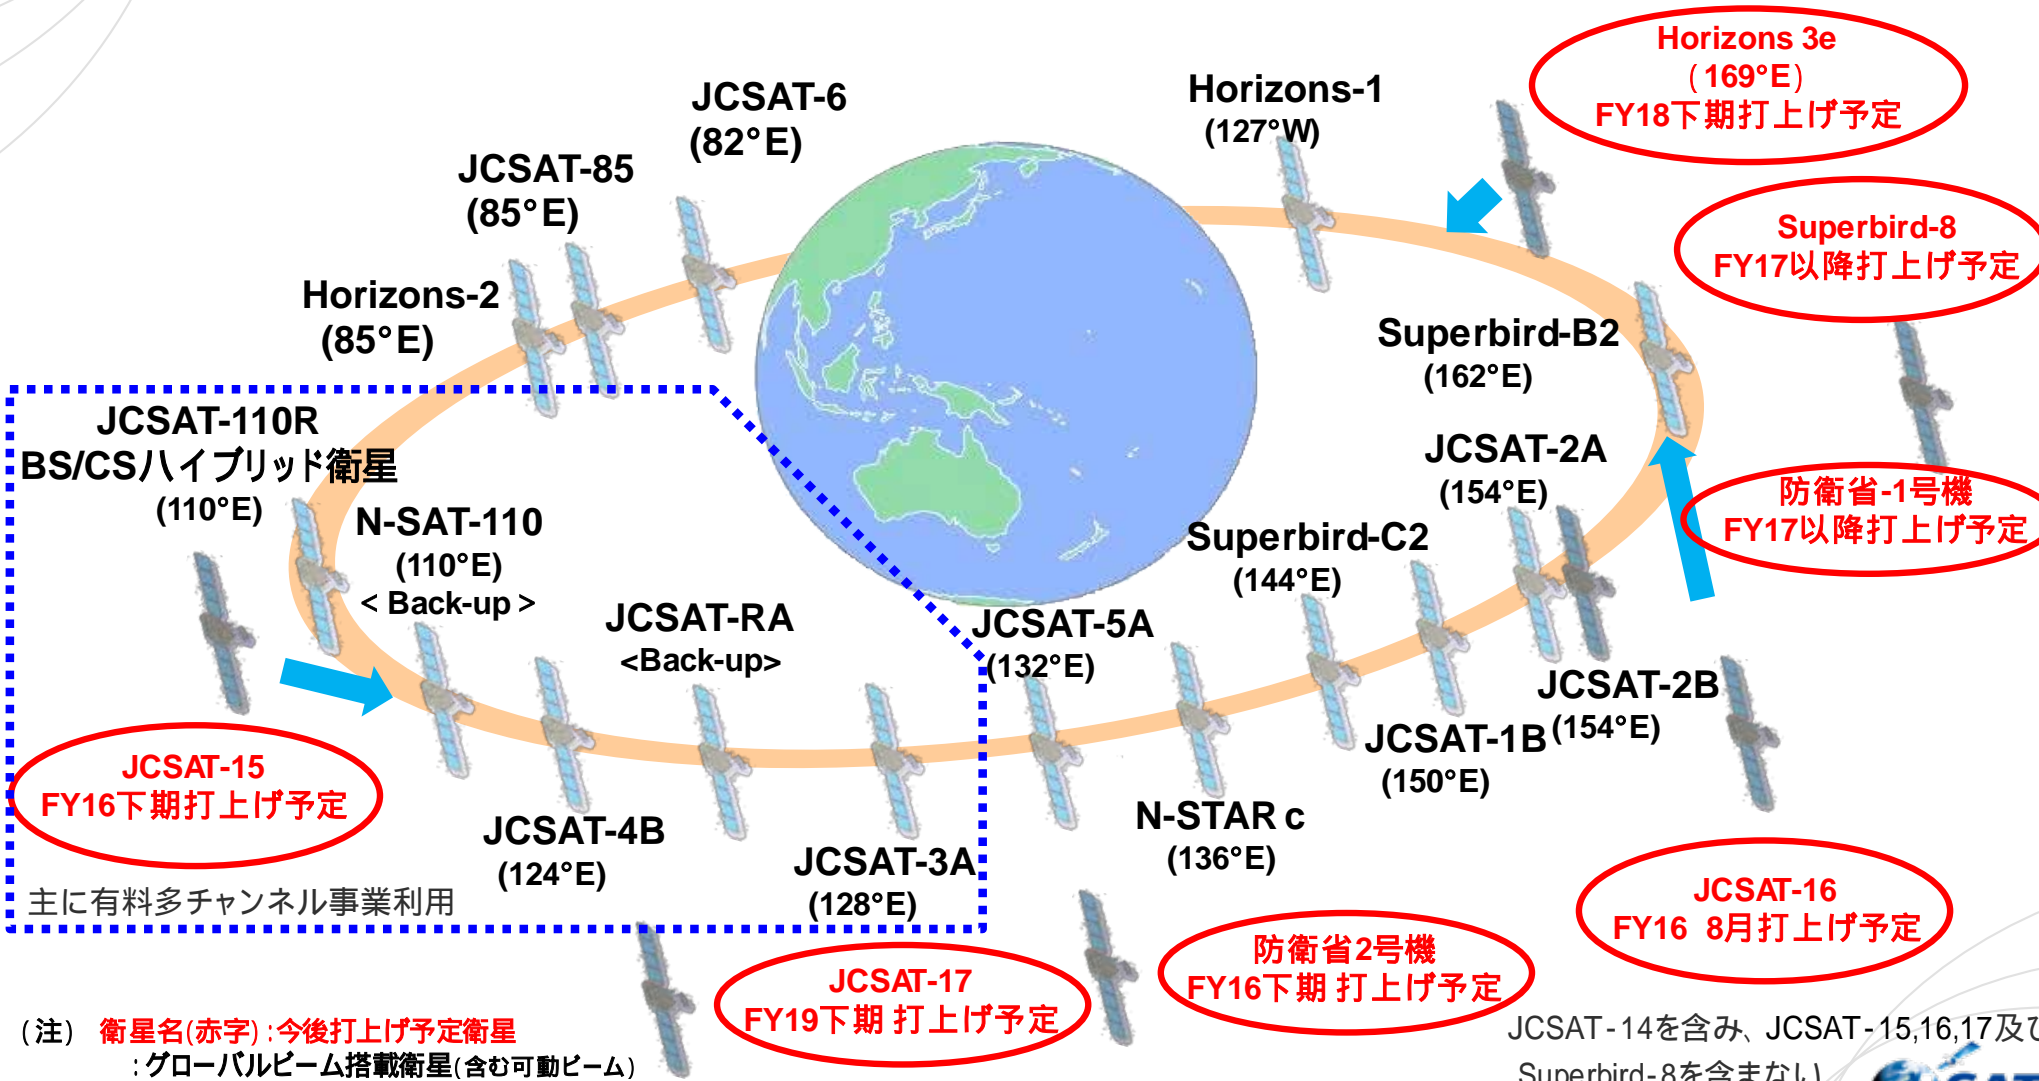 Horizons 3e
(169°E)
FY18下期打上げ予定
Horizons-1
(127°W)
JCSAT-6
(82°E)
JCSAT-85
(85°E)
Superbird-8
FY17以降打上げ予定
Horizons-2
(85°E)
Superbird-B2
(162°E)
JCSAT-110R
BS/CSハイブリッド衛星
(110°E)
JCSAT-2A
(154°E)
防衛省-1号機
FY17以降打上げ予定
N-SAT-110
(110°E)
< Back-up >
Superbird-C2
(144°E)
JCSAT-RA
<Back-up>
JCSAT-5A
(132°E)
JCSAT-2B
(154°E)
JCSAT-1B
(150°E)
JCSAT-15
FY16下期打上げ予定
JCSAT-4B
(124°E)
N-STAR c
(136°E)
JCSAT-3A
(128°E)
主に有料多チャンネル事業利用
JCSAT-16
FY16 8月打上げ予定
防衛省2号機
FY16下期 打上げ予定
JCSAT-17
FY19下期 打上げ予定
(注) 衛星名(赤字):今後打上げ予定衛星
:グローバルビーム搭載衛星(含む可動ビーム)
JCSAT-14を含み、JCSAT-15,16,17及び
Superbird-8を含まない